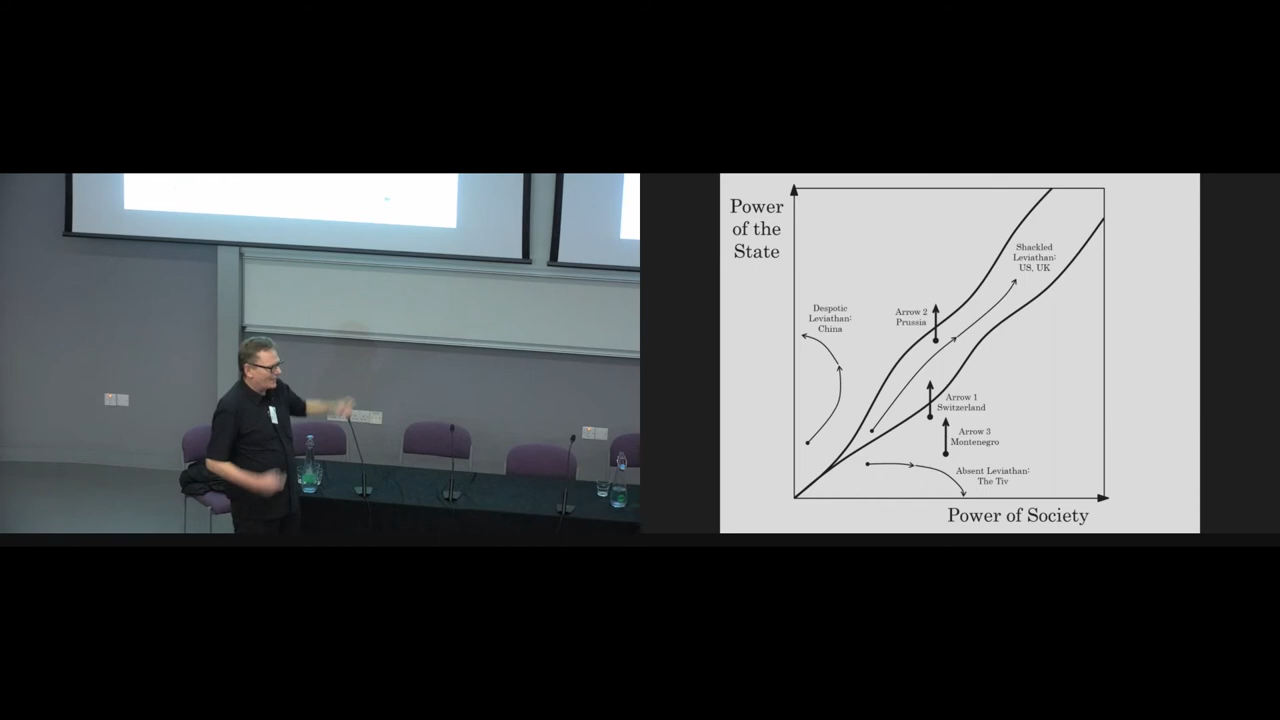 Power
of the
State
Shackled
Leviathan:
US, UK
Despotic
Leviathan:
China
Arrow 2
Prussia
Arrow 1
Switzerland
Arrow 3
Montenegro
Absent Leviathan:
The Tiv
Power of Society